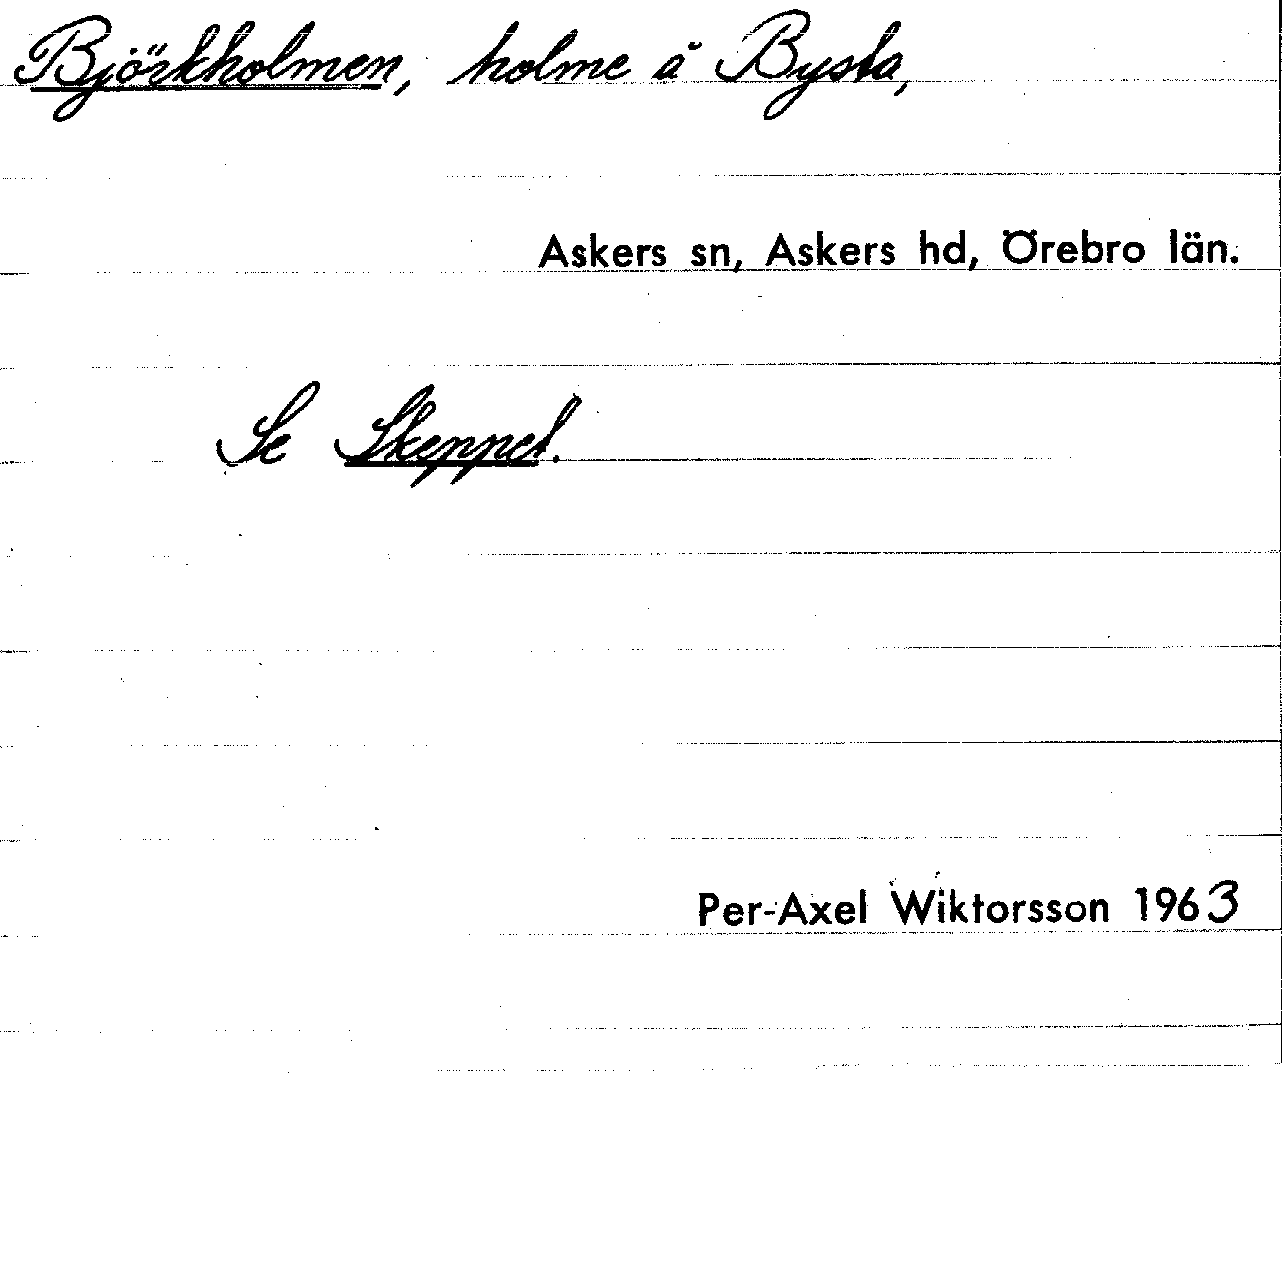 Björkholmen, holme å Bysta,
Askers sn, Askers hd, Örebro län.
Se Skeppet.
Per-Axel Wiktorsson 1963